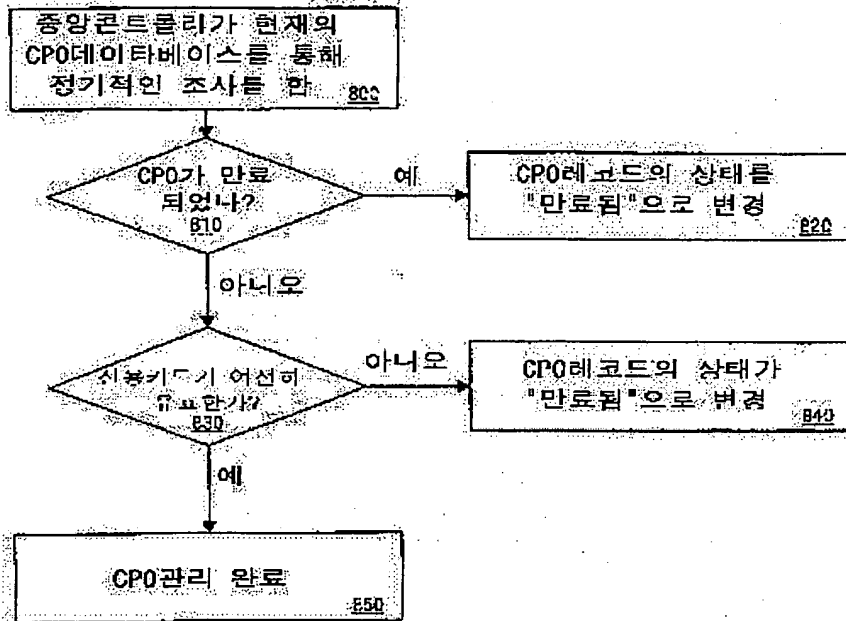 중앙콘트롤러가 현재의
CPO데이타베이스를 통해
정기적인 조사를 함
800
CPO가 만료
되었나?
810
예
CPO레코드의 상태를
"만료됨"으로 변경
820
아니오
신용카드가 여전히
유효한가?
830
아니오
CPO레코드의 상태가
"만료됨"으로 변경
840
예
CPO관리 완료
850